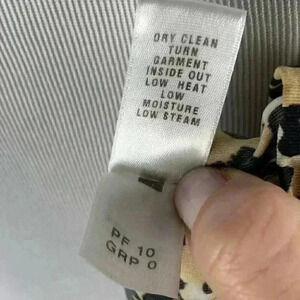 DRY CLEAN
TURN
GARMENT
INSIDE OUT
LOW HEAT
LOW
MOISTURE
LOW STEAM
PF 10
GRP 0